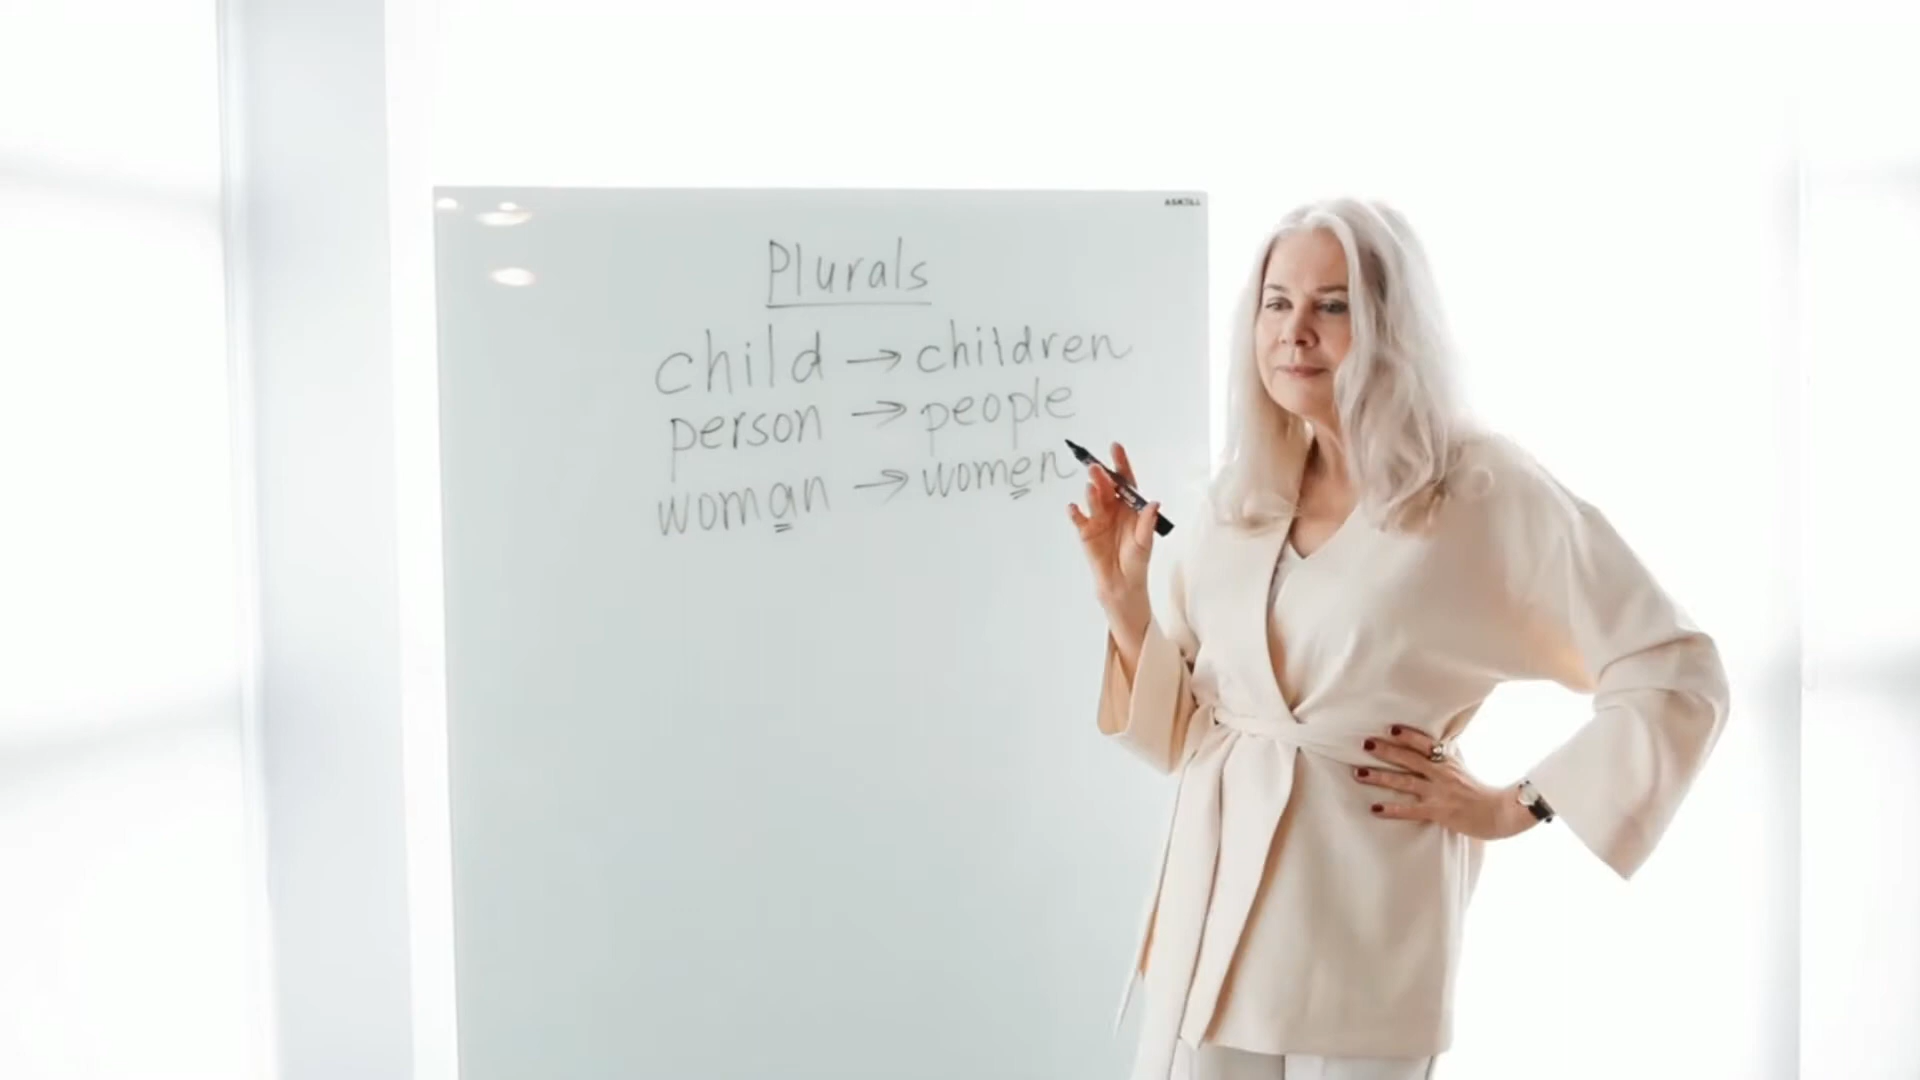 Plurals
child → children
person → people
woman → women